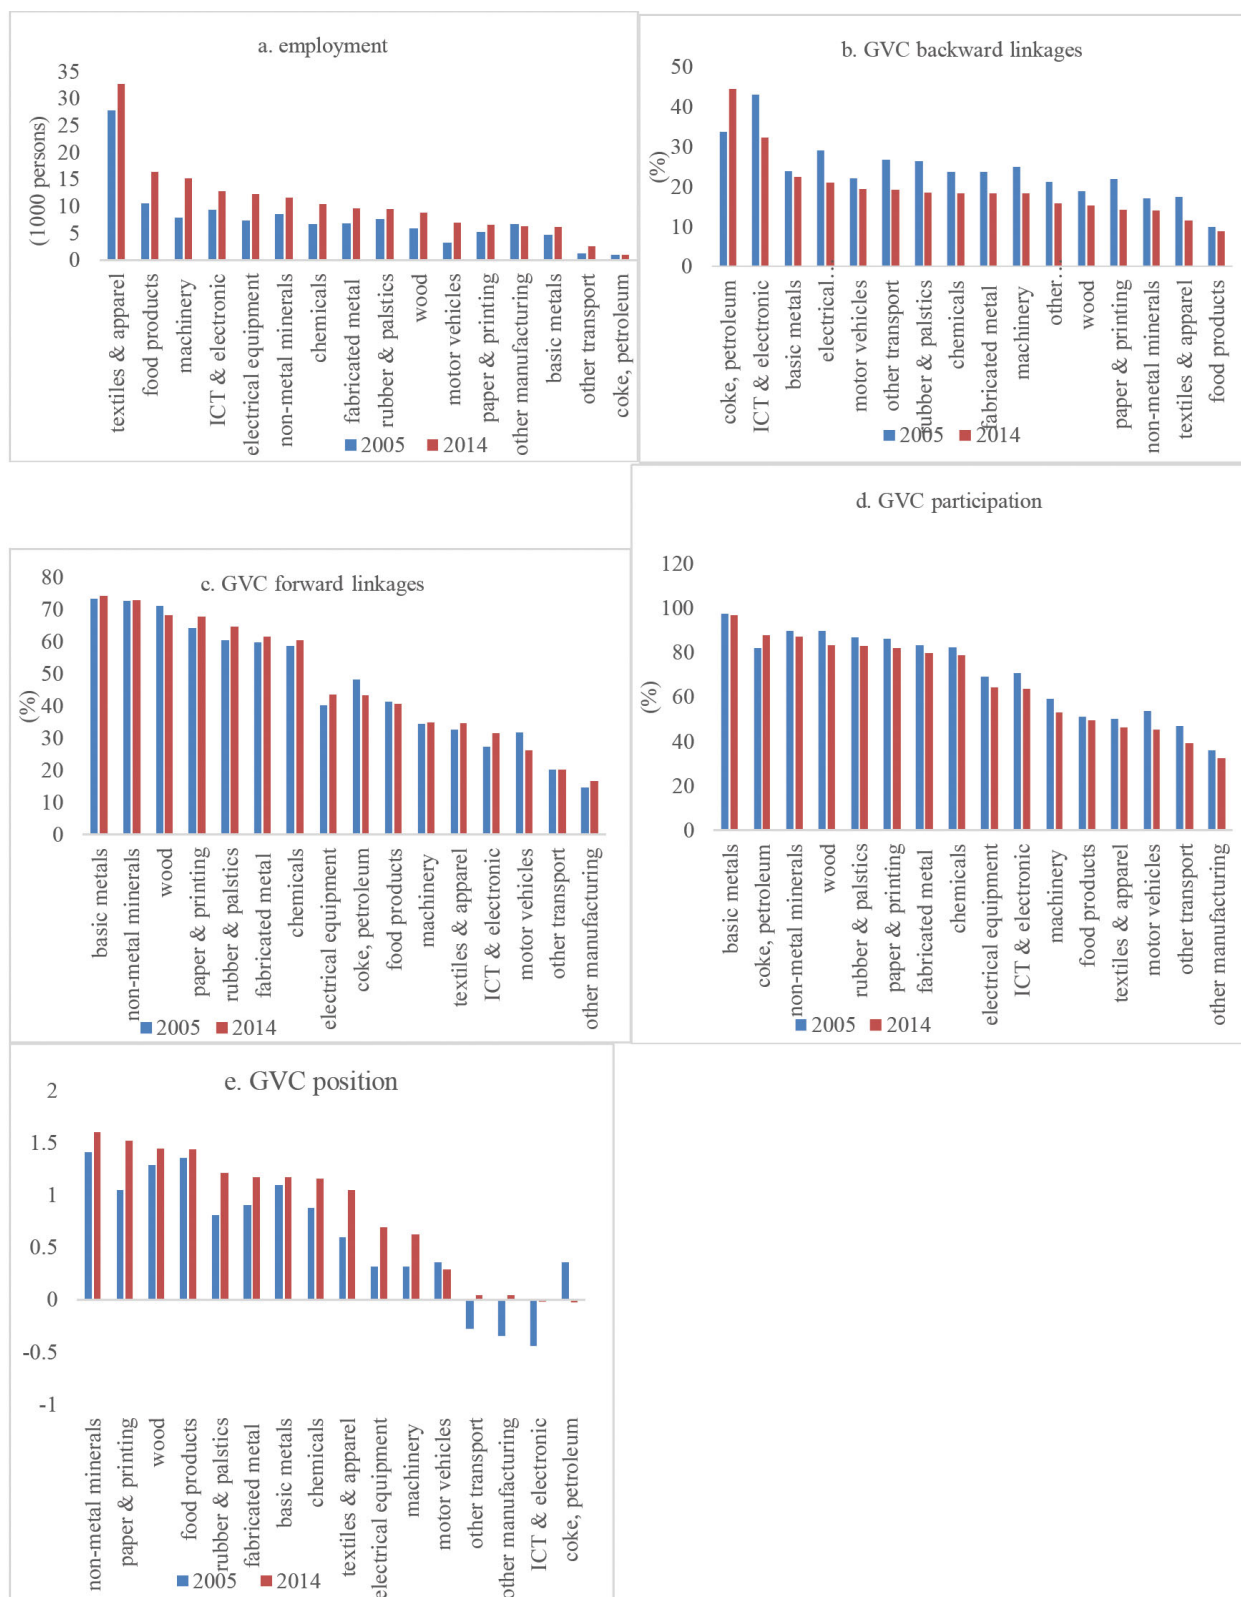 a. employment
(1000 persons)
35
30
25
20
15
10
5
0
textiles & apparel
food products
machinery
ICT & electronic
electrical equipment
non-metal minerals
chemicals
fabricated metal
rubber & palstics
wood
motor vehicles
paper & printing
other manufacturing
basic metals
other transport
coke, petroleum
2005 2014
b. GVC backward linkages
(%)
50
40
30
20
10
0
coke, petroleum
ICT & electronic
basic metals
electrical…
motor vehicles
other transport
rubber & palstics
chemicals
fabricated metal
machinery
other…
wood
paper & printing
non-metal minerals
textiles & apparel
food products
2005 2014
c. GVC forward linkages
(%)
80
70
60
50
40
30
20
10
0
basic metals
non-metal minerals
wood
paper & printing
rubber & palstics
fabricated metal
chemicals
electrical equipment
coke, petroleum
food products
machinery
textiles & apparel
ICT & electronic
motor vehicles
other transport
other manufacturing
2005 2014
d. GVC participation
(%)
120
100
80
60
40
20
0
basic metals
coke, petroleum
non-metal minerals
wood
rubber & palstics
paper & printing
fabricated metal
chemicals
electrical equipment
ICT & electronic
machinery
food products
textiles & apparel
motor vehicles
other transport
other manufacturing
2005 2014
e. GVC position
2
1.5
1
0.5
0
-0.5
-1
non-metal minerals
paper & printing
wood
food products
rubber & palstics
fabricated metal
basic metals
chemicals
textiles & apparel
electrical equipment
machinery
motor vehicles
other transport
other manufacturing
ICT & electronic
coke, petroleum
2005 2014